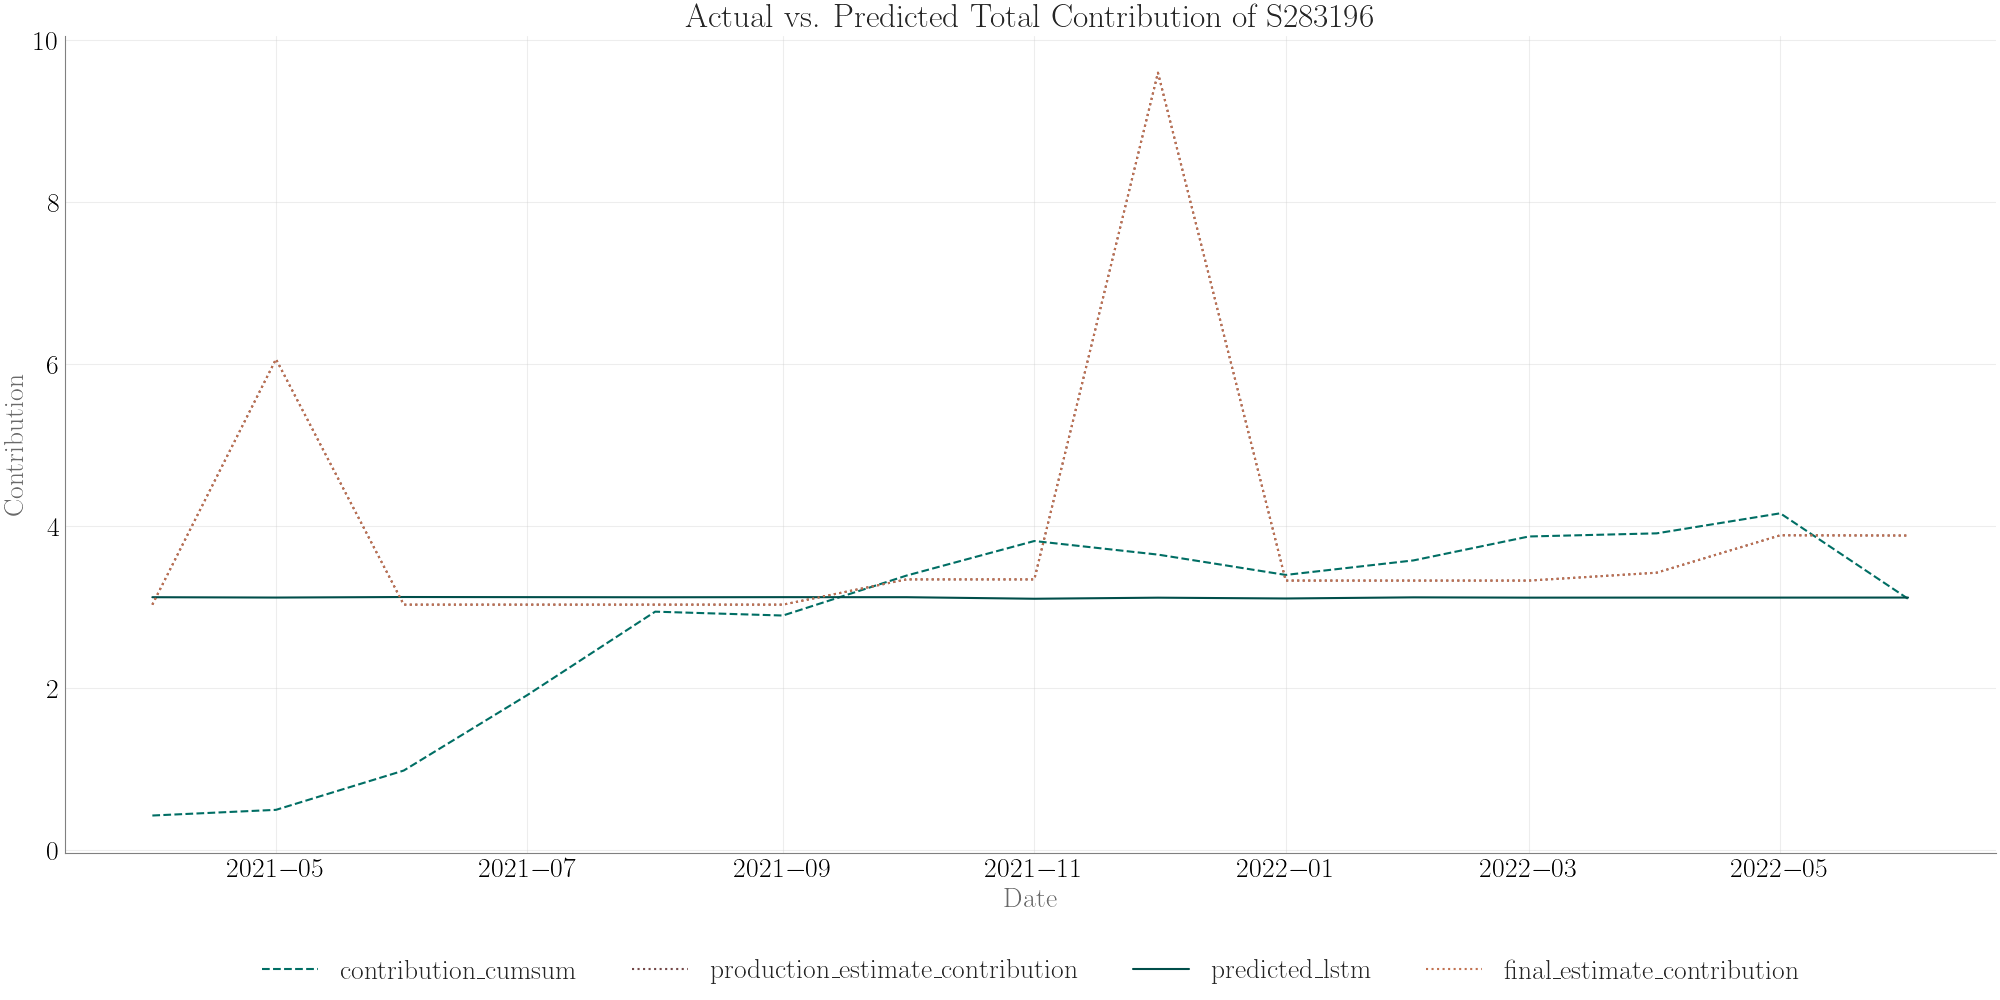 Actual vs. Predicted Total Contribution of S283196
10
8
6
4
2
0
Contribution
2021–05 2021–07 2021–09 2021–11 2022–01 2022–03 2022–05
Date
contribution_cumsum production_estimate_contribution predicted_lstm final_estimate_contribution